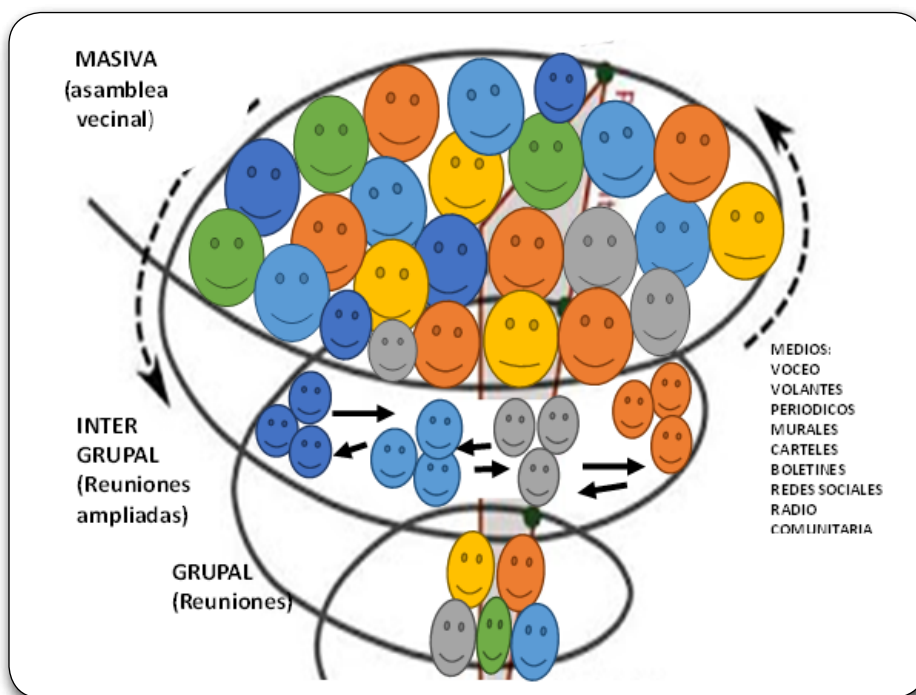 MASIVA
(asamblea
vecinal)
INTER
GRUPAL
(Reuniones
ampliadas)
GRUPAL
(Reuniones)
MEDIOS:
VOCEO
VOLANTES
PERIODICOS
MURALES
CARTELES
BOLETINES
REDES SOCIALES
RADIO
COMUNITARIA